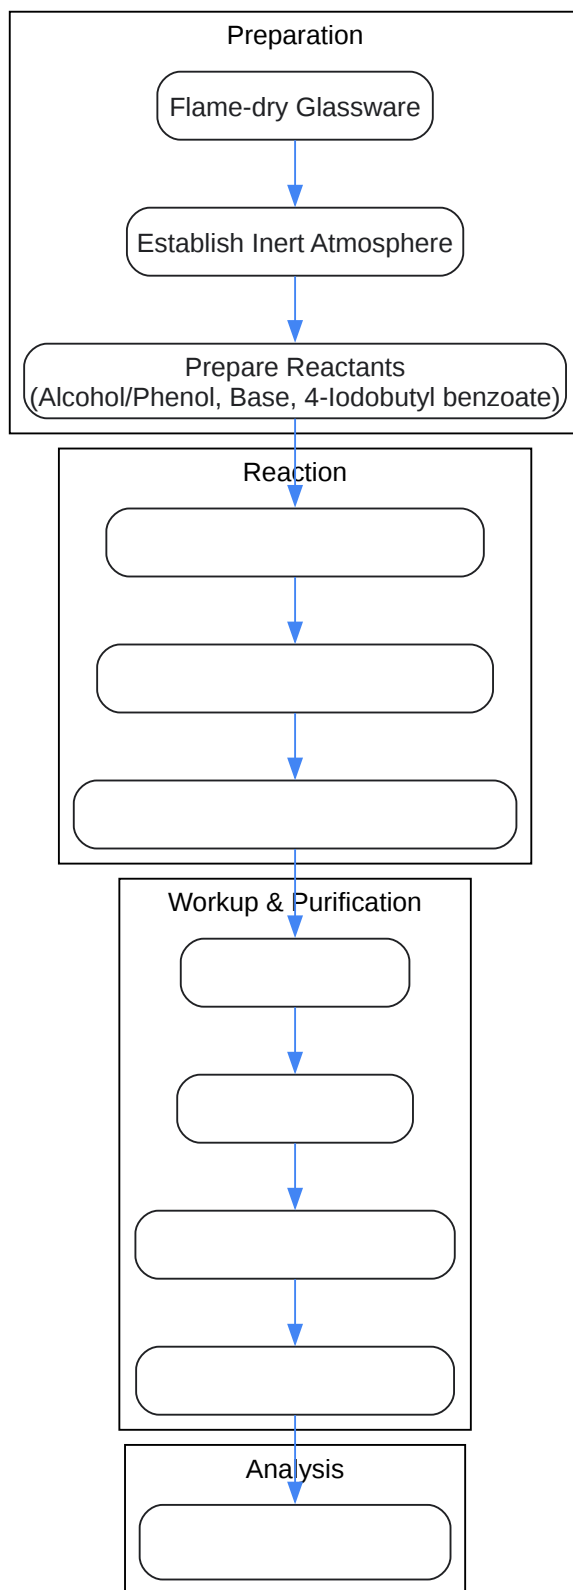 Preparation
Flame-dry Glassware
Establish Inert Atmosphere
Prepare Reactants
(Alcohol/Phenol, Base, 4-Iodobutyl benzoate)
Reaction
Workup & Purification
Analysis